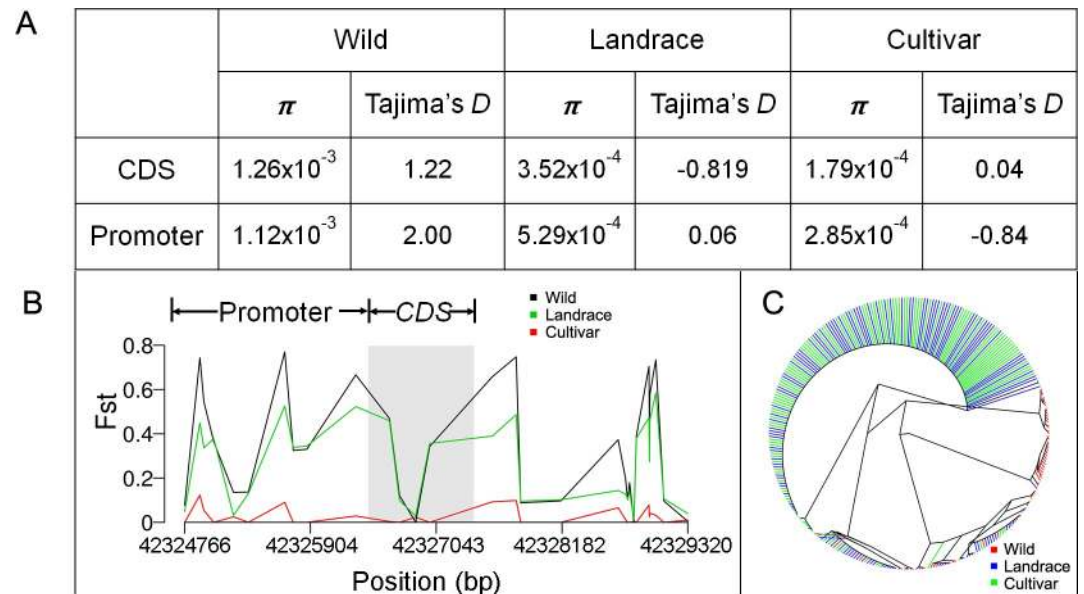 A
Wild Landrace Cultivar
π Tajima's D π Tajima's D π Tajima's D
CDS 1.26x10⁻³ 1.22 3.52x10⁻⁴ -0.819 1.79x10⁻⁴ 0.04
Promoter 1.12x10⁻³ 2.00 5.29x10⁻⁴ 0.06 2.85x10⁻⁴ -0.84
B
Promoter CDS
Wild
Landrace
Cultivar
Fst
0.8
0.6
0.4
0.2
0
42324766 42325904 42327043 42328182 42329320
Position (bp)
C
Wild
Landrace
Cultivar